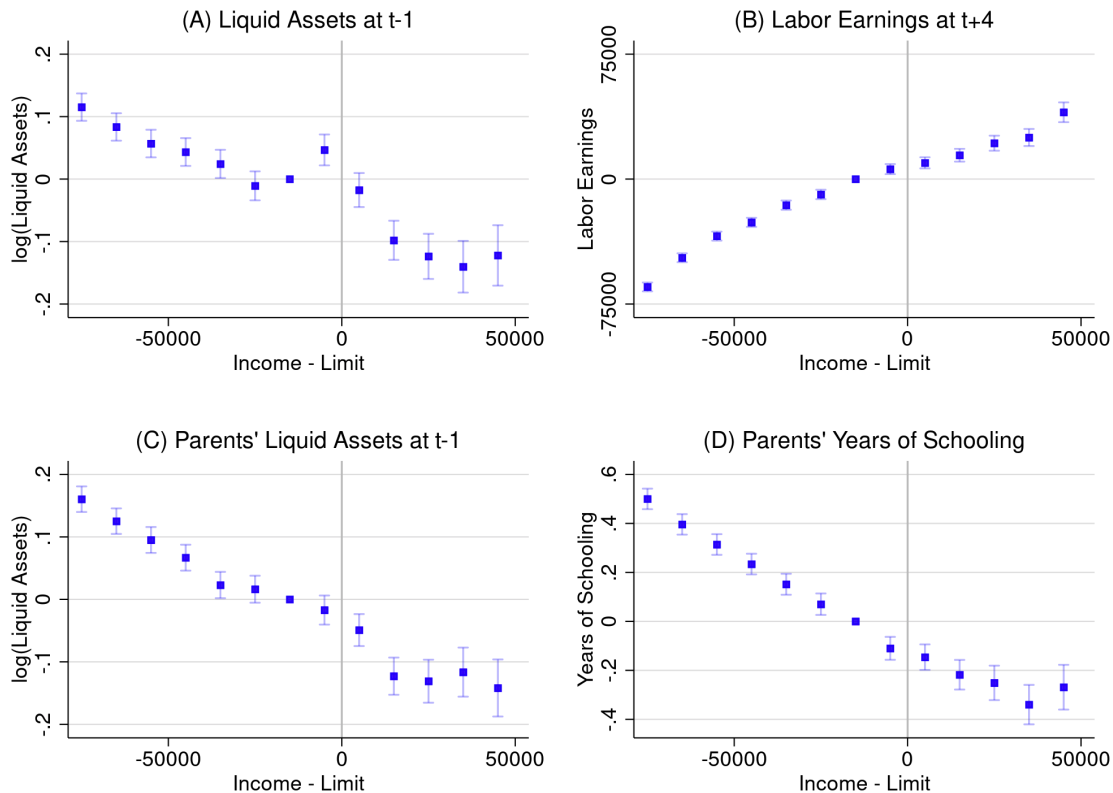 (A) Liquid Assets at t-1
log(Liquid Assets)
.2
.1
0
-.1
-.2
-50000 0 50000
Income - Limit
(B) Labor Earnings at t+4
Labor Earnings
75000
0
-75000
-50000 0 50000
Income - Limit
(C) Parents' Liquid Assets at t-1
log(Liquid Assets)
.2
.1
0
-.1
-.2
-50000 0 50000
Income - Limit
(D) Parents' Years of Schooling
Years of Schooling
.6
.4
.2
0
-.2
-.4
-50000 0 50000
Income - Limit